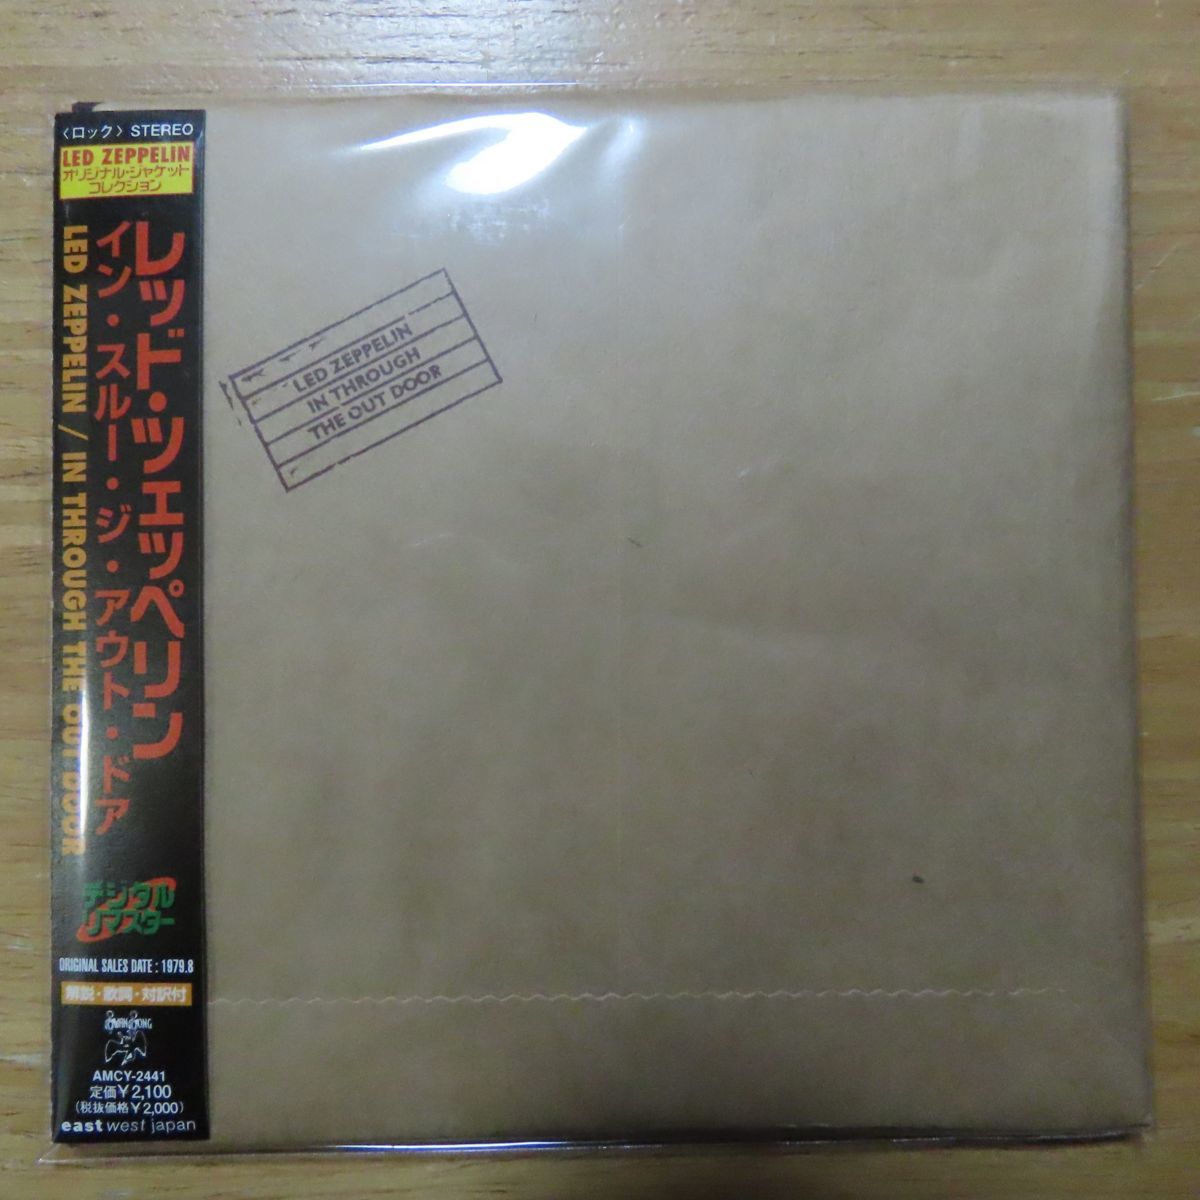 〈ロック〉 STEREO
LED ZEPPELIN
オリジナル・ジャケット
コレクション
レッド・ツェッペリン
イン・スルー・ジ・アウト・ドア
LED ZEPPELIN / IN THROUGH THE OUT DOOR
デジタル
リマスター
ORIGINAL SALES DATE : 1979.8
解説・歌詞・対訳付
SWAN SONG
AMCY-2441
定価¥2,100
(税抜価格¥2,000)
east west japan
LED ZEPPELIN
IN THROUGH
THE OUT DOOR